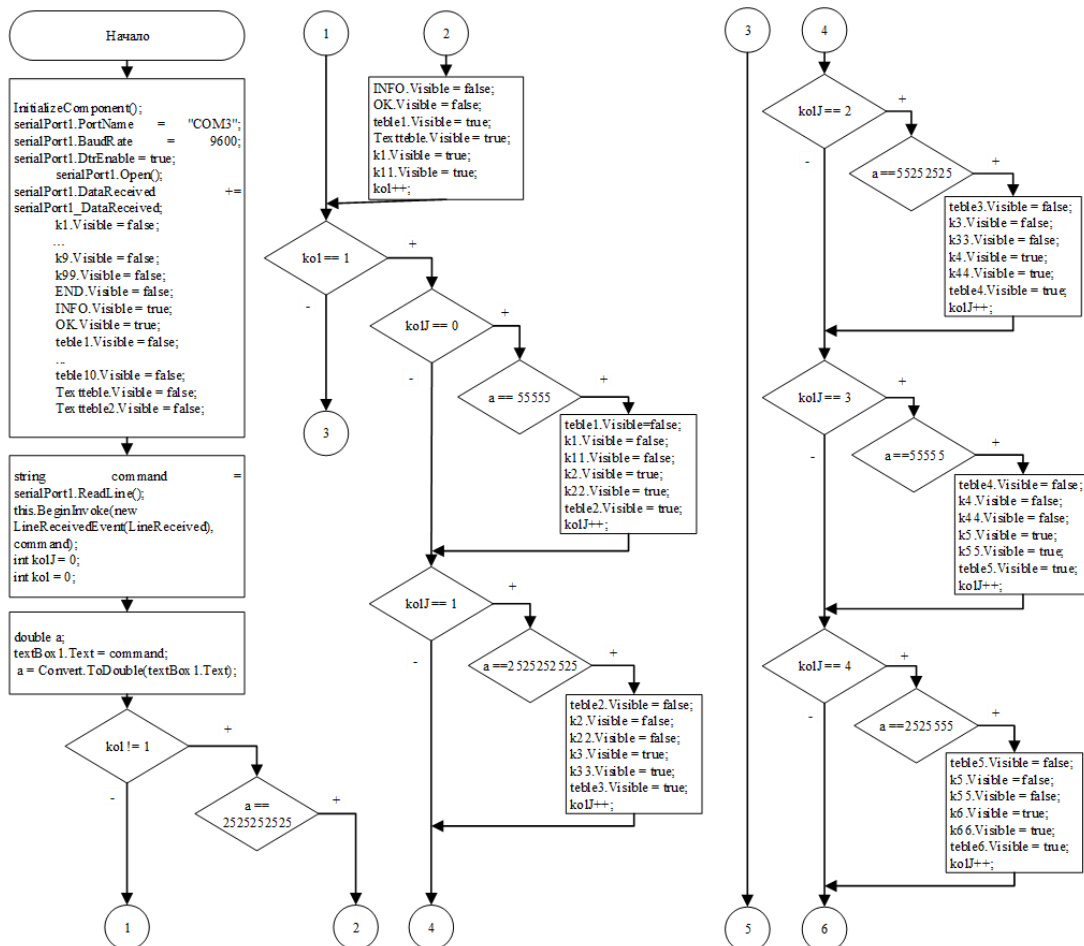 Начало
InitializeComponent();
serialPort1.PortName = "COM3";
serialPort1.BaudRate = 9600;
serialPort1.DtrEnable = true;
serialPort1.Open();
serialPort1.DataReceived +=
serialPort1_DataReceived;
k1.Visible = false;
...
k9.Visible = false;
k99.Visible = false;
END.Visible = false;
INFO.Visible = true;
OK.Visible = true;
teble1.Visible = false;
...
teble10.Visible = false;
Textteble.Visible = false;
Textteble2.Visible = false;
string command =
serialPort1.ReadLine();
this.BeginInvoke(new
LineReceivedEvent(LineReceived),
command);
int kolJ = 0;
int kol = 0;
double a;
textBox1.Text = command;
a = Convert.ToDouble(textBox1.Text);
kol != 1
+
-
a ==
2525252525
+
1
2
1
2
INFO.Visible = false;
OK.Visible = false;
teble1.Visible = true;
Textteble.Visible = true;
k1.Visible = true;
k11.Visible = true;
kol++;
kol == 1
+
-
3
kolJ == 0
+
-
a == 55555
+
teble1.Visible=false;
k1.Visible = false;
k11.Visible = false;
k2.Visible = true;
k22.Visible = true;
teble2.Visible = true;
kolJ++;
kolJ == 1
+
-
a ==2525252525
+
teble2.Visible = false;
k2.Visible = false;
k22.Visible = false;
k3.Visible = true;
k33.Visible = true;
teble3.Visible = true;
kolJ++;
4
3
5
4
kolJ == 2
+
-
a ==55252525
+
teble3.Visible = false;
k3.Visible = false;
k33.Visible = false;
k4.Visible = true;
k44.Visible = true;
teble4.Visible = true;
kolJ++;
kolJ == 3
+
-
a ==55555
+
teble4.Visible = false;
k4.Visible = false;
k44.Visible = false;
k5.Visible = true;
k55.Visible = true;
teble5.Visible = true;
kolJ++;
kolJ == 4
+
-
a ==2525555
+
teble5.Visible = false;
k5.Visible = false;
k55.Visible = false;
k6.Visible = true;
k66.Visible = true;
teble6.Visible = true;
kolJ++;
6